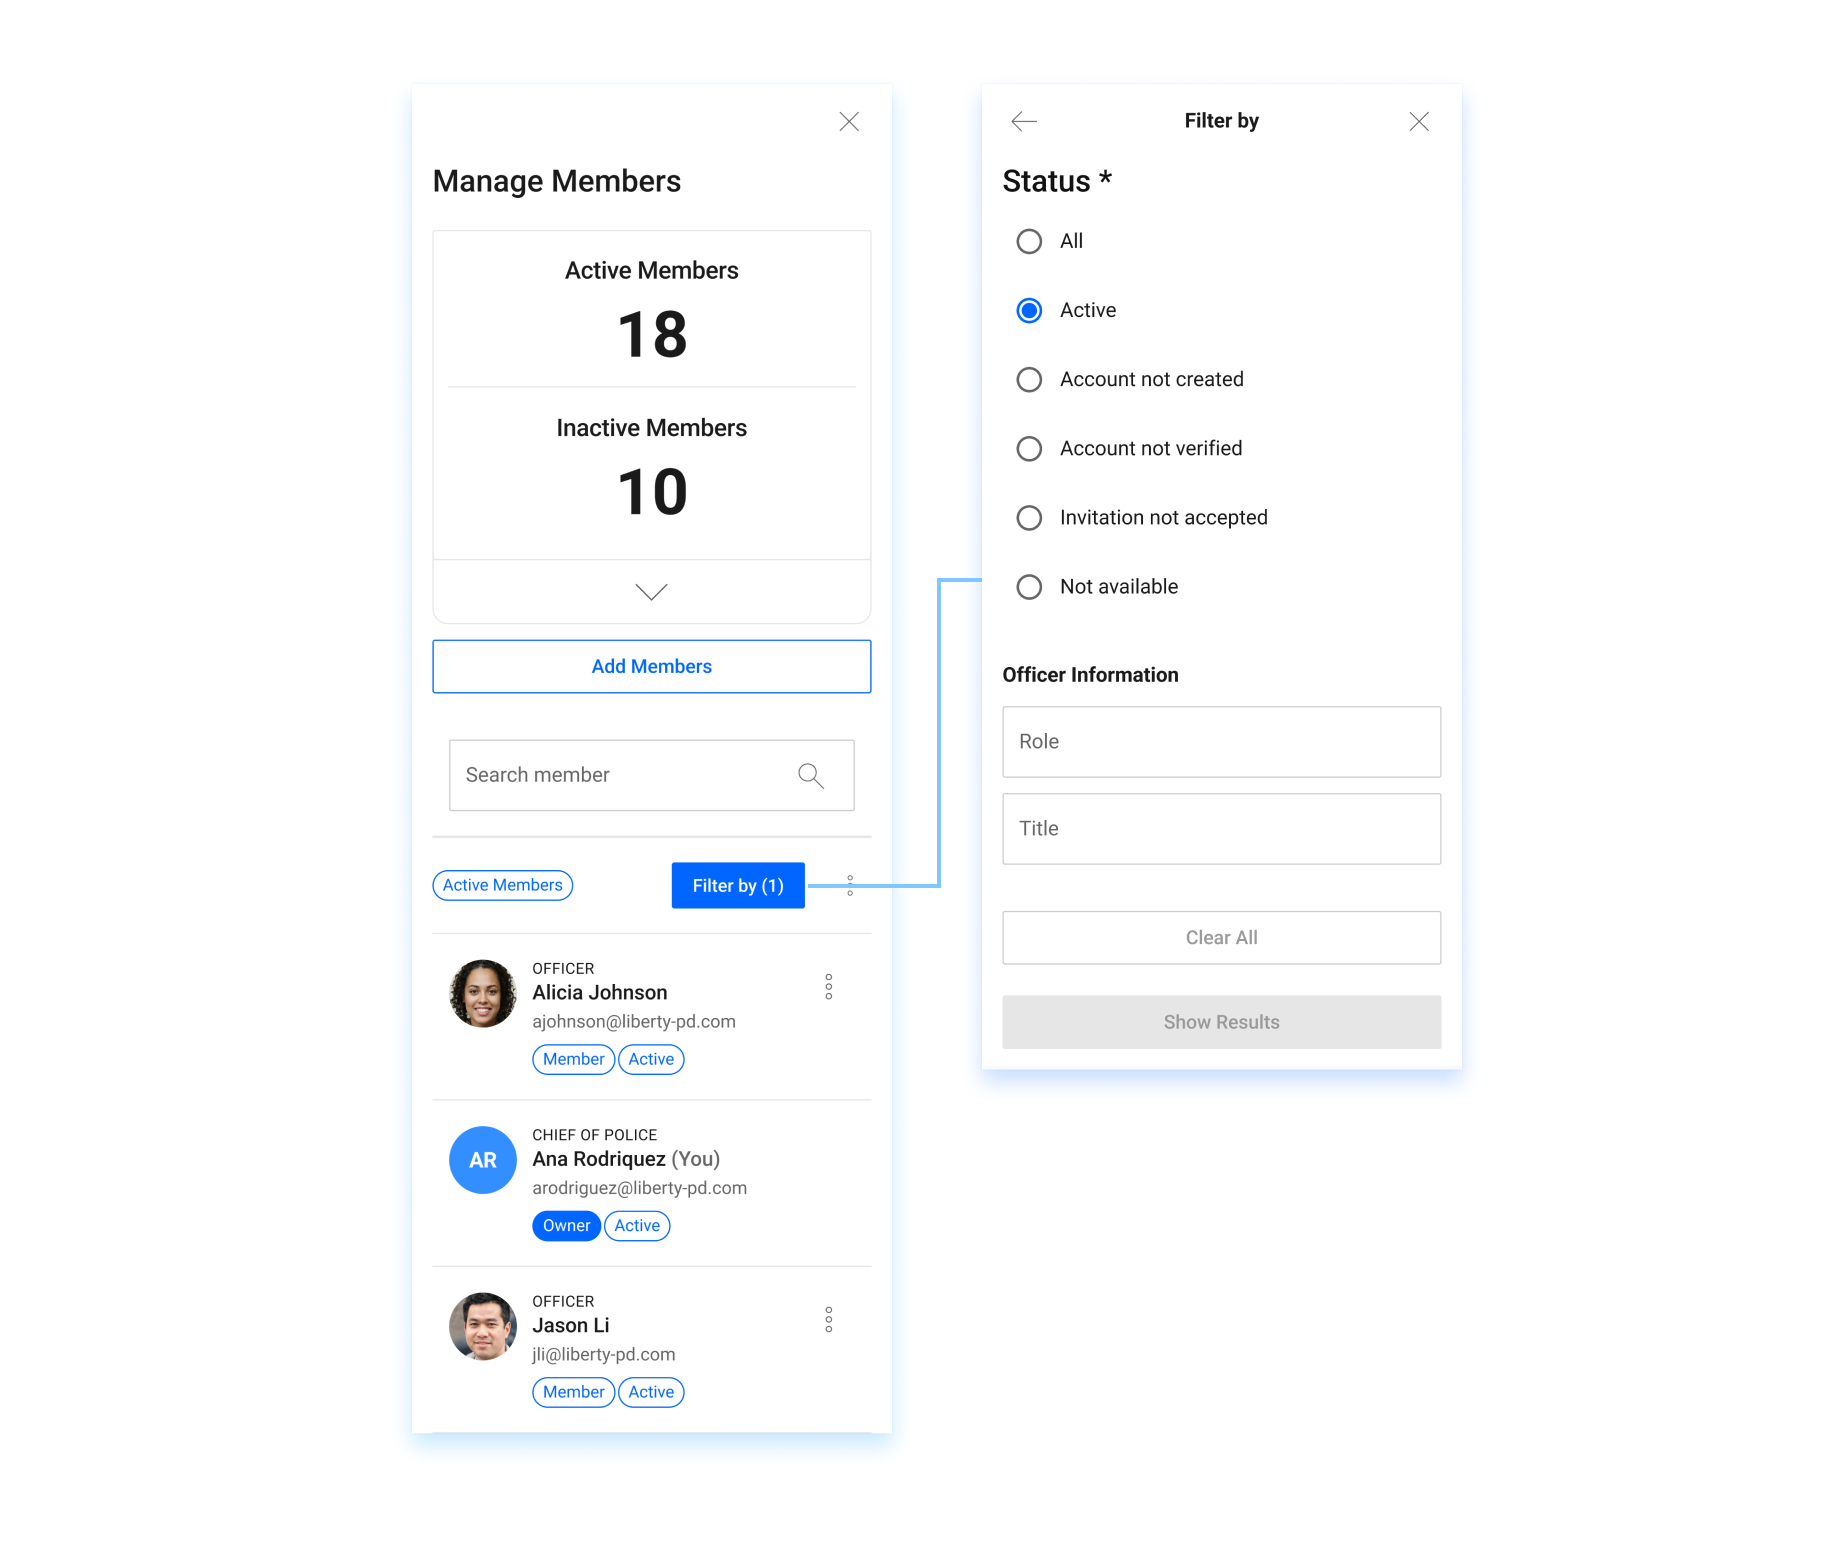 Manage Members
Active Members
18
Inactive Members
10
Add Members
Search member
Active Members
Filter by (1)
OFFICER
Alicia Johnson
ajohnson@liberty-pd.com
Member Active
CHIEF OF POLICE
AR
Ana Rodriquez (You)
arodriguez@liberty-pd.com
Owner Active
OFFICER
Jason Li
jli@liberty-pd.com
Member Active
Filter by
Status *
All
Active
Account not created
Account not verified
Invitation not accepted
Not available
Officer Information
Role
Title
Clear All
Show Results